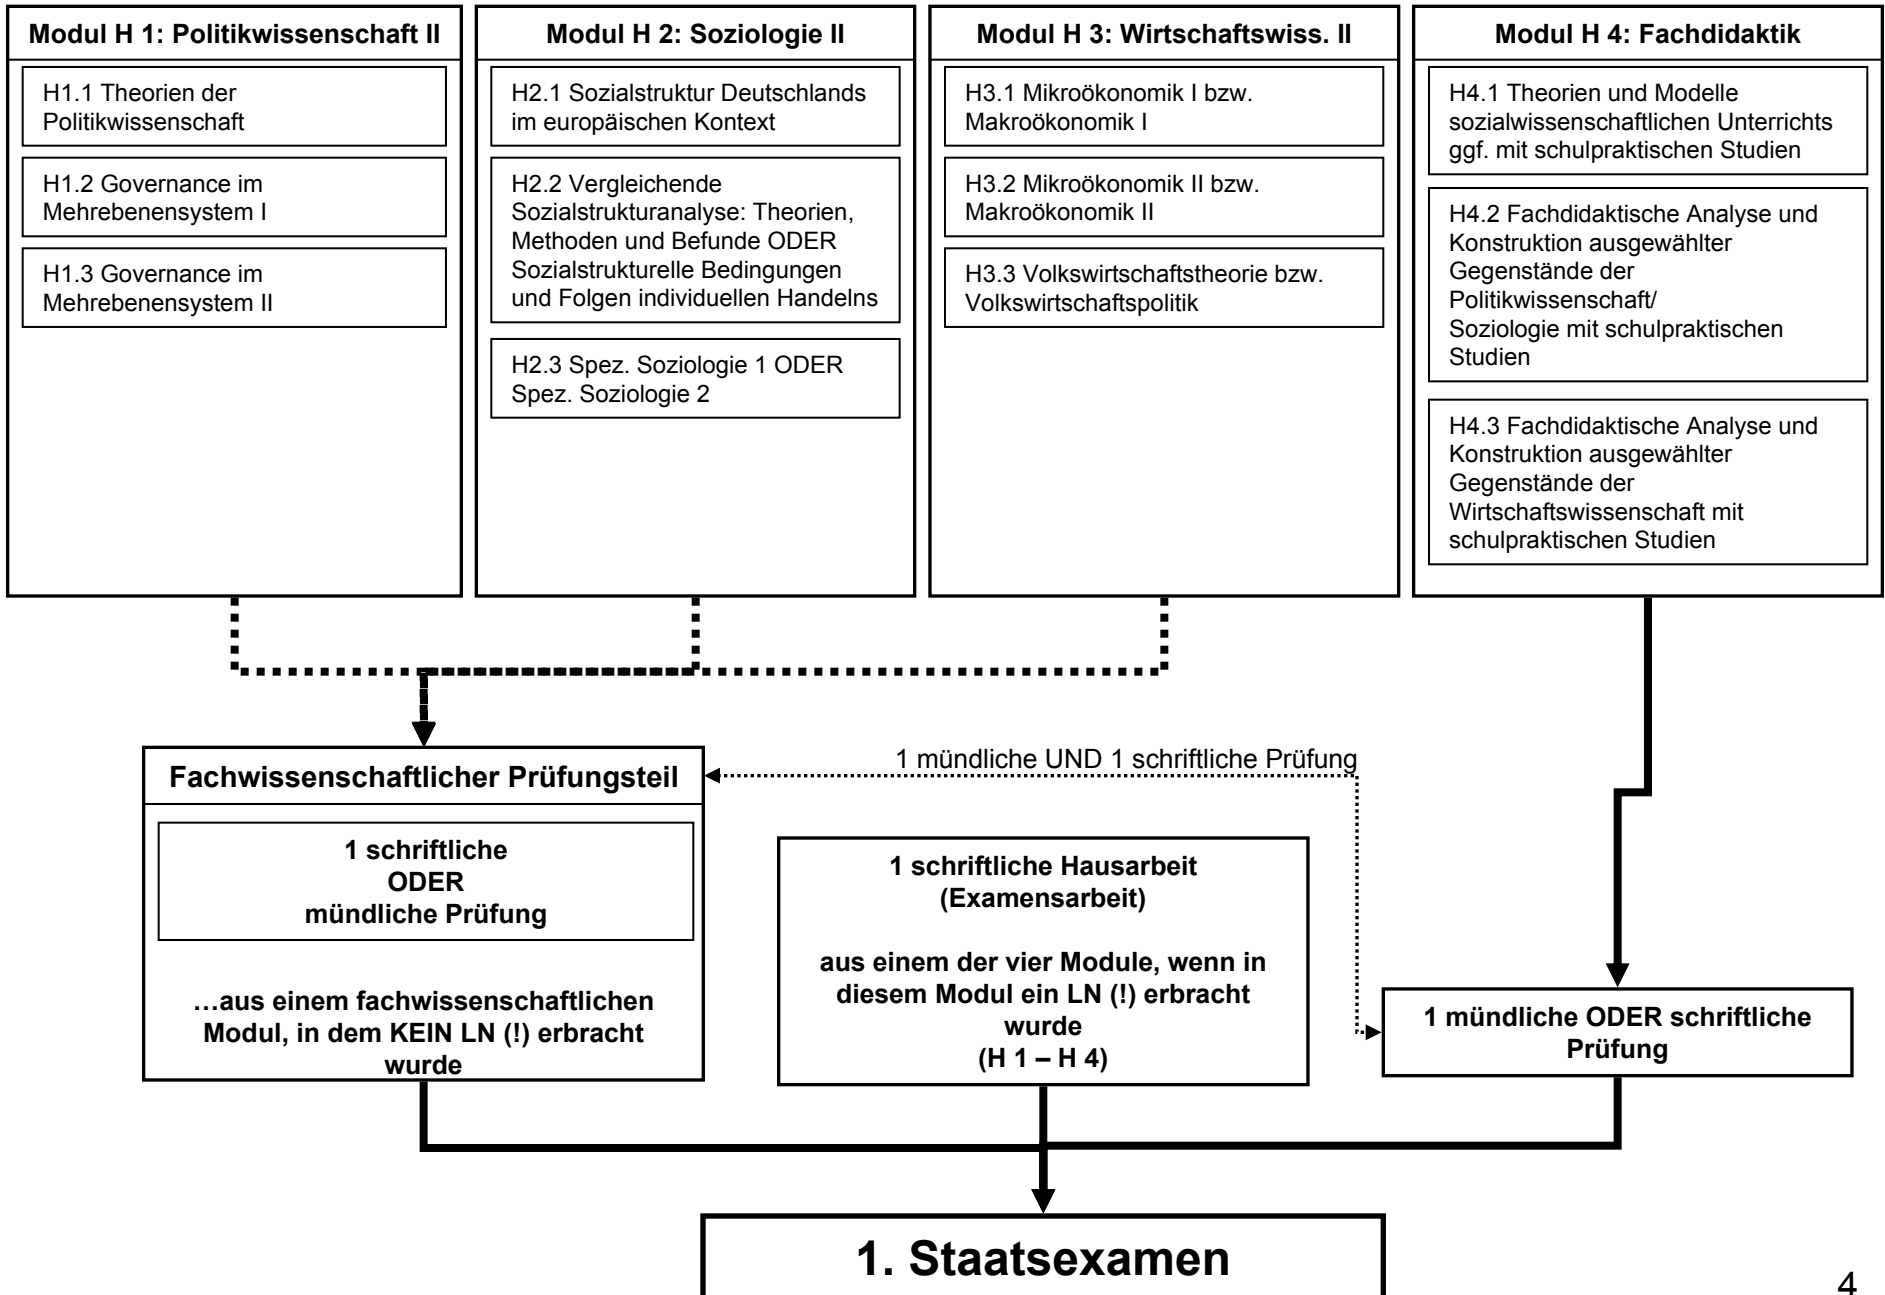 Modul H 1: Politikwissenschaft II
H1.1 Theorien der
Politikwissenschaft
H1.2 Governance im
Mehrebenensystem I
H1.3 Governance im
Mehrebenensystem II
Modul H 2: Soziologie II
H2.1 Sozialstruktur Deutschlands
im europäischen Kontext
H2.2 Vergleichende
Sozialstrukturanalyse: Theorien,
Methoden und Befunde ODER
Sozialstrukturelle Bedingungen
und Folgen individuellen Handelns
H2.3 Spez. Soziologie 1 ODER
Spez. Soziologie 2
Modul H 3: Wirtschaftswiss. II
H3.1 Mikroökonomik I bzw.
Makroökonomik I
H3.2 Mikroökonomik II bzw.
Makroökonomik II
H3.3 Volkswirtschaftstheorie bzw.
Volkswirtschaftspolitik
Modul H 4: Fachdidaktik
H4.1 Theorien und Modelle
sozialwissenschaftlichen Unterrichts
ggf. mit schulpraktischen Studien
H4.2 Fachdidaktische Analyse und
Konstruktion ausgewählter
Gegenstände der
Politikwissenschaft/
Soziologie mit schulpraktischen
Studien
H4.3 Fachdidaktische Analyse und
Konstruktion ausgewählter
Gegenstände der
Wirtschaftswissenschaft mit
schulpraktischen Studien
1 mündliche UND 1 schriftliche Prüfung
Fachwissenschaftlicher Prüfungsteil
1 schriftliche
ODER
mündliche Prüfung
…aus einem fachwissenschaftlichen
Modul, in dem KEIN LN (!) erbracht
wurde
1 schriftliche Hausarbeit
(Examensarbeit)
aus einem der vier Module, wenn in
diesem Modul ein LN (!) erbracht
wurde
(H 1 – H 4)
1 mündliche ODER schriftliche
Prüfung
1. Staatsexamen
4